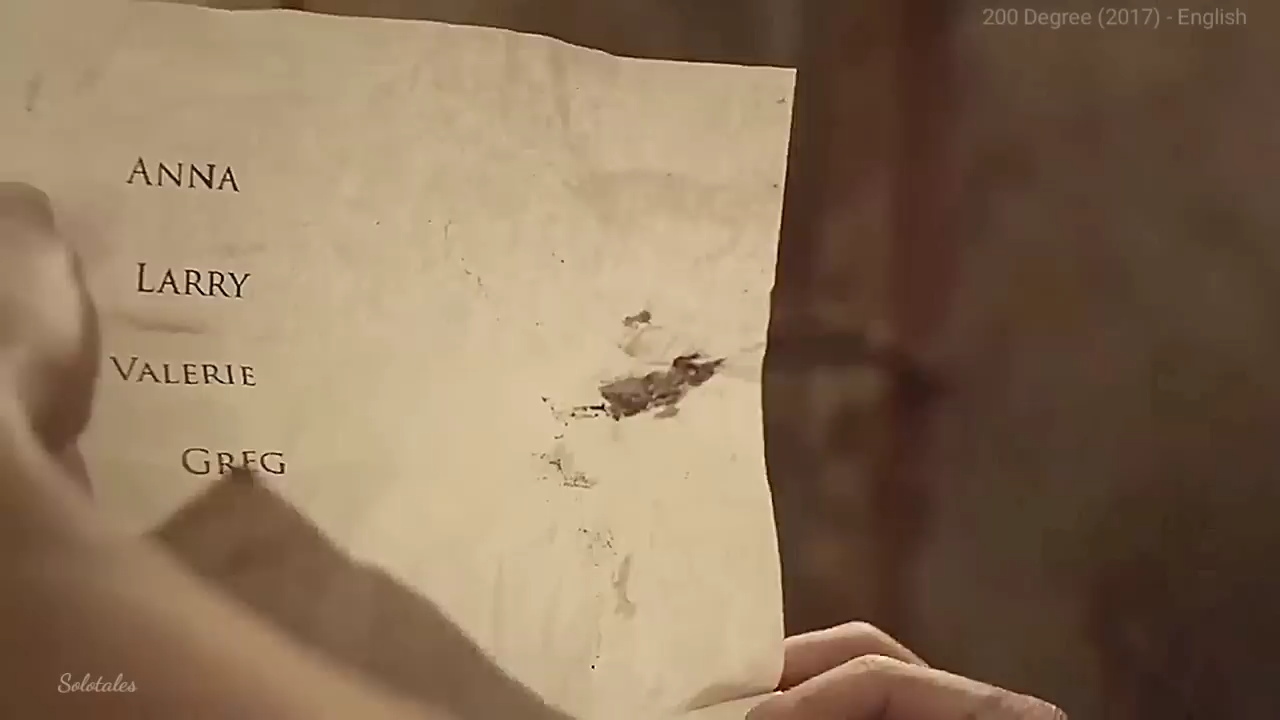 200 Degree (2017) - English
ANNA
LARRY
VALERIE
GREG
Solotales